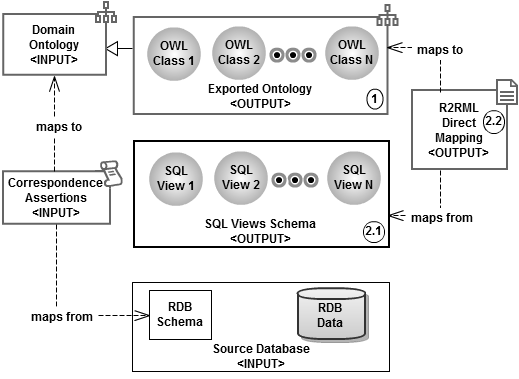 Domain
Ontology
<INPUT>
OWL
Class 1
OWL
Class 2
OWL
Class N
Exported Ontology
<OUTPUT>
1
maps to
R2RML
Direct
Mapping
<OUTPUT>
2.2
maps to
Correspondence
Assertions
<INPUT>
SQL
View 1
SQL
View 2
SQL
View N
SQL Views Schema
<OUTPUT>
2.1
maps from
maps from
RDB
Schema
RDB
Data
Source Database
<INPUT>